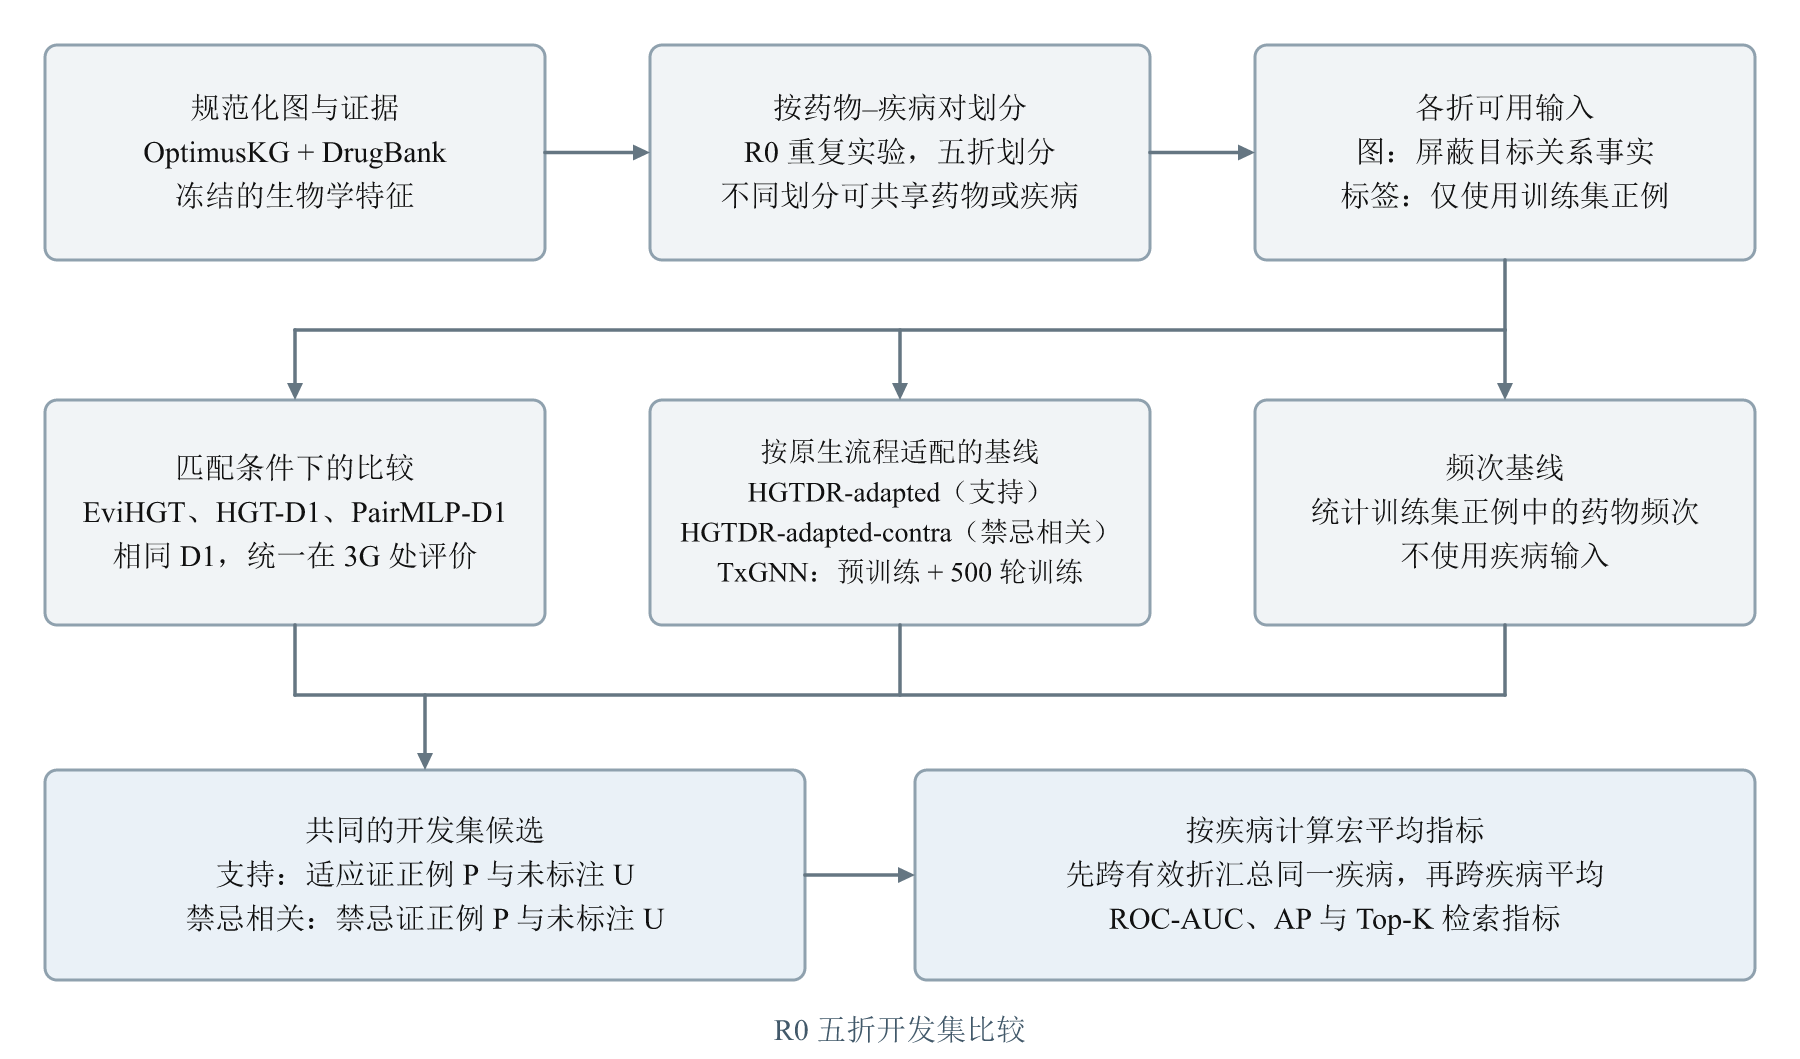 规范化图与证据
OptimusKG + DrugBank
冻结的生物学特征
按药物–疾病对划分
R0 重复实验，五折划分
不同划分可共享药物或疾病
各折可用输入
图：屏蔽目标关系事实
标签：仅使用训练集正例
匹配条件下的比较
EviHGT、HGT-D1、PairMLP-D1
相同 D1，统一在 3G 处评价
按原生流程适配的基线
HGTDR-adapted（支持）
HGTDR-adapted-contra（禁忌相关）
TxGNN：预训练 + 500 轮训练
频次基线
统计训练集正例中的药物频次
不使用疾病输入
共同的开发集候选
支持：适应证正例 P 与未标注 U
禁忌相关：禁忌证正例 P 与未标注 U
按疾病计算宏平均指标
先跨有效折汇总同一疾病，再跨疾病平均
ROC-AUC、AP 与 Top-K 检索指标
R0 五折开发集比较